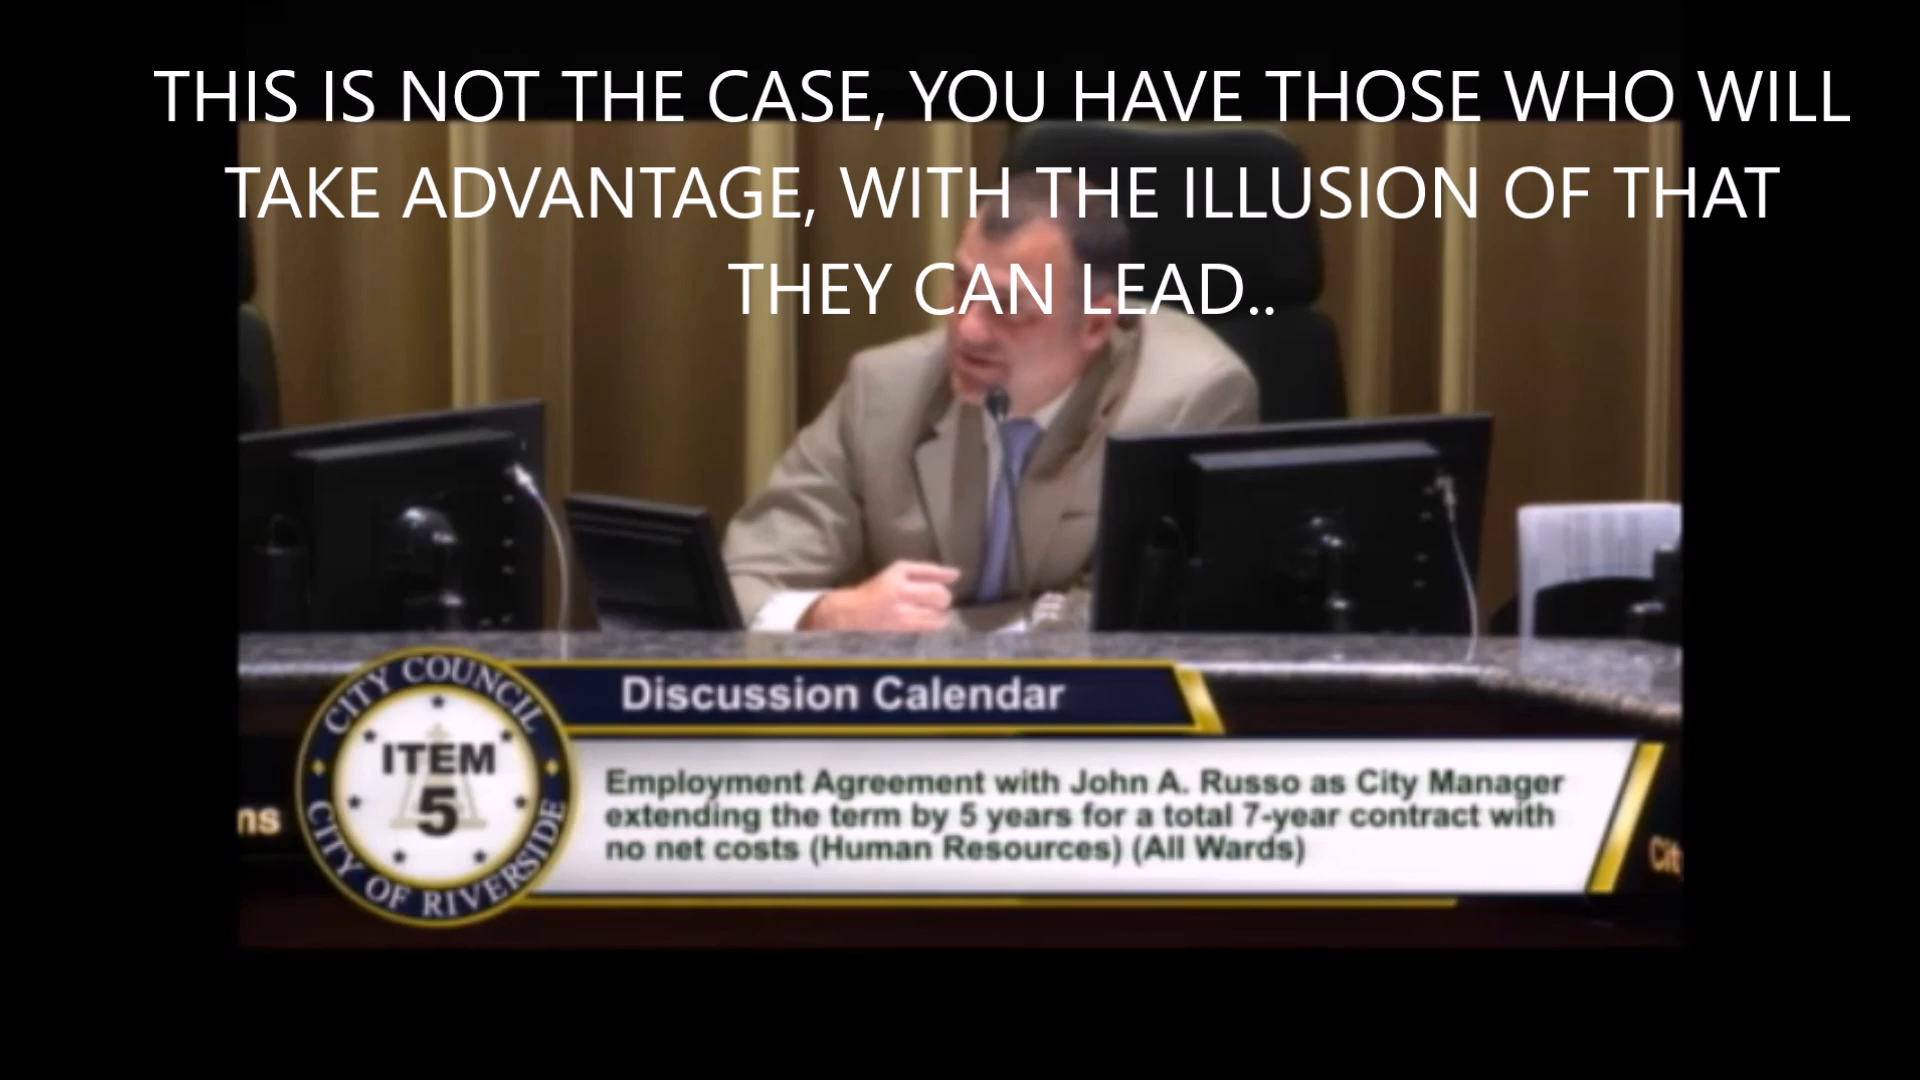 THIS IS NOT THE CASE, YOU HAVE THOSE WHO WILL
TAKE ADVANTAGE, WITH THE ILLUSION OF THAT
THEY CAN LEAD..
Discussion Calendar
CITY COUNCIL
ITEM
5
CITY OF RIVERSIDE
Employment Agreement with John A. Russo as City Manager
extending the term by 5 years for a total 7-year contract with
no net costs (Human Resources) (All Wards)
ns
Cit